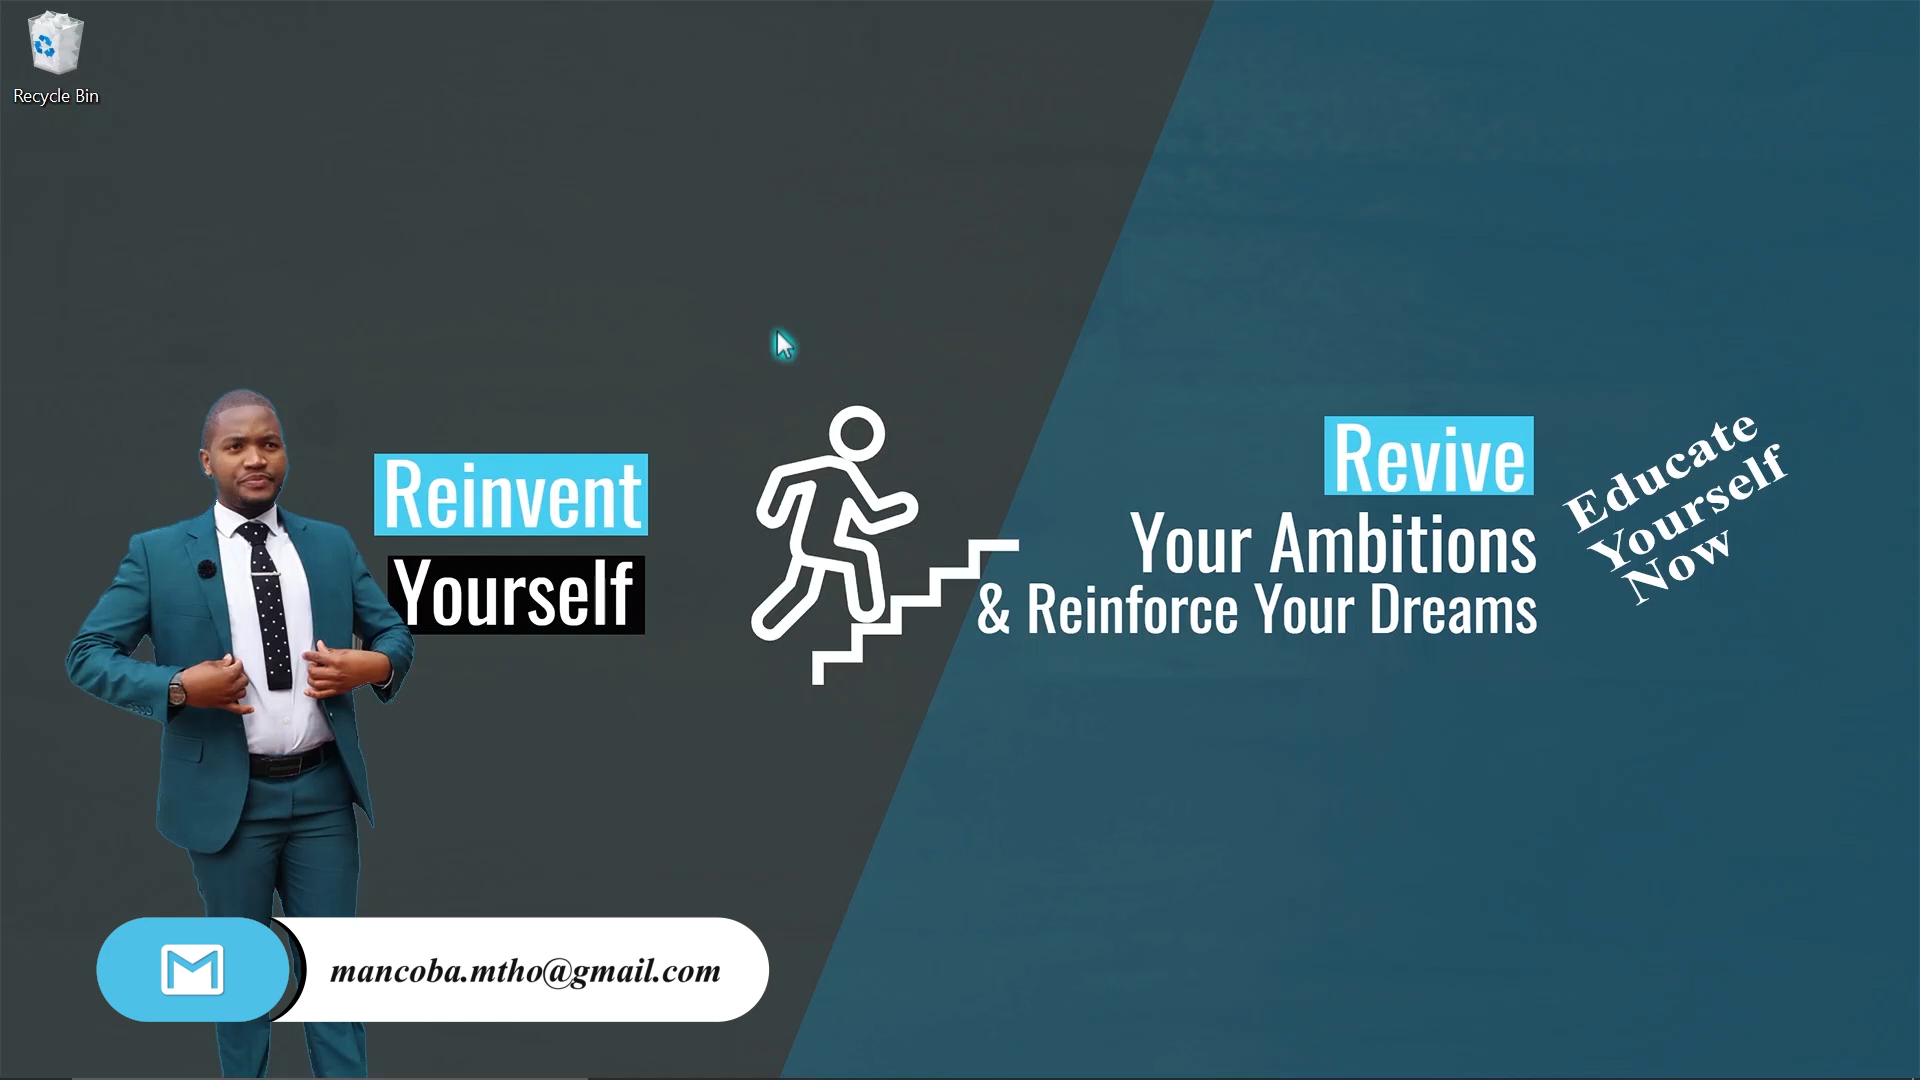 Recycle Bin
Reinvent
Yourself
Revive
Your Ambitions
& Reinforce Your Dreams
Educate
Yourself
Now
mancoba.mtho@gmail.com